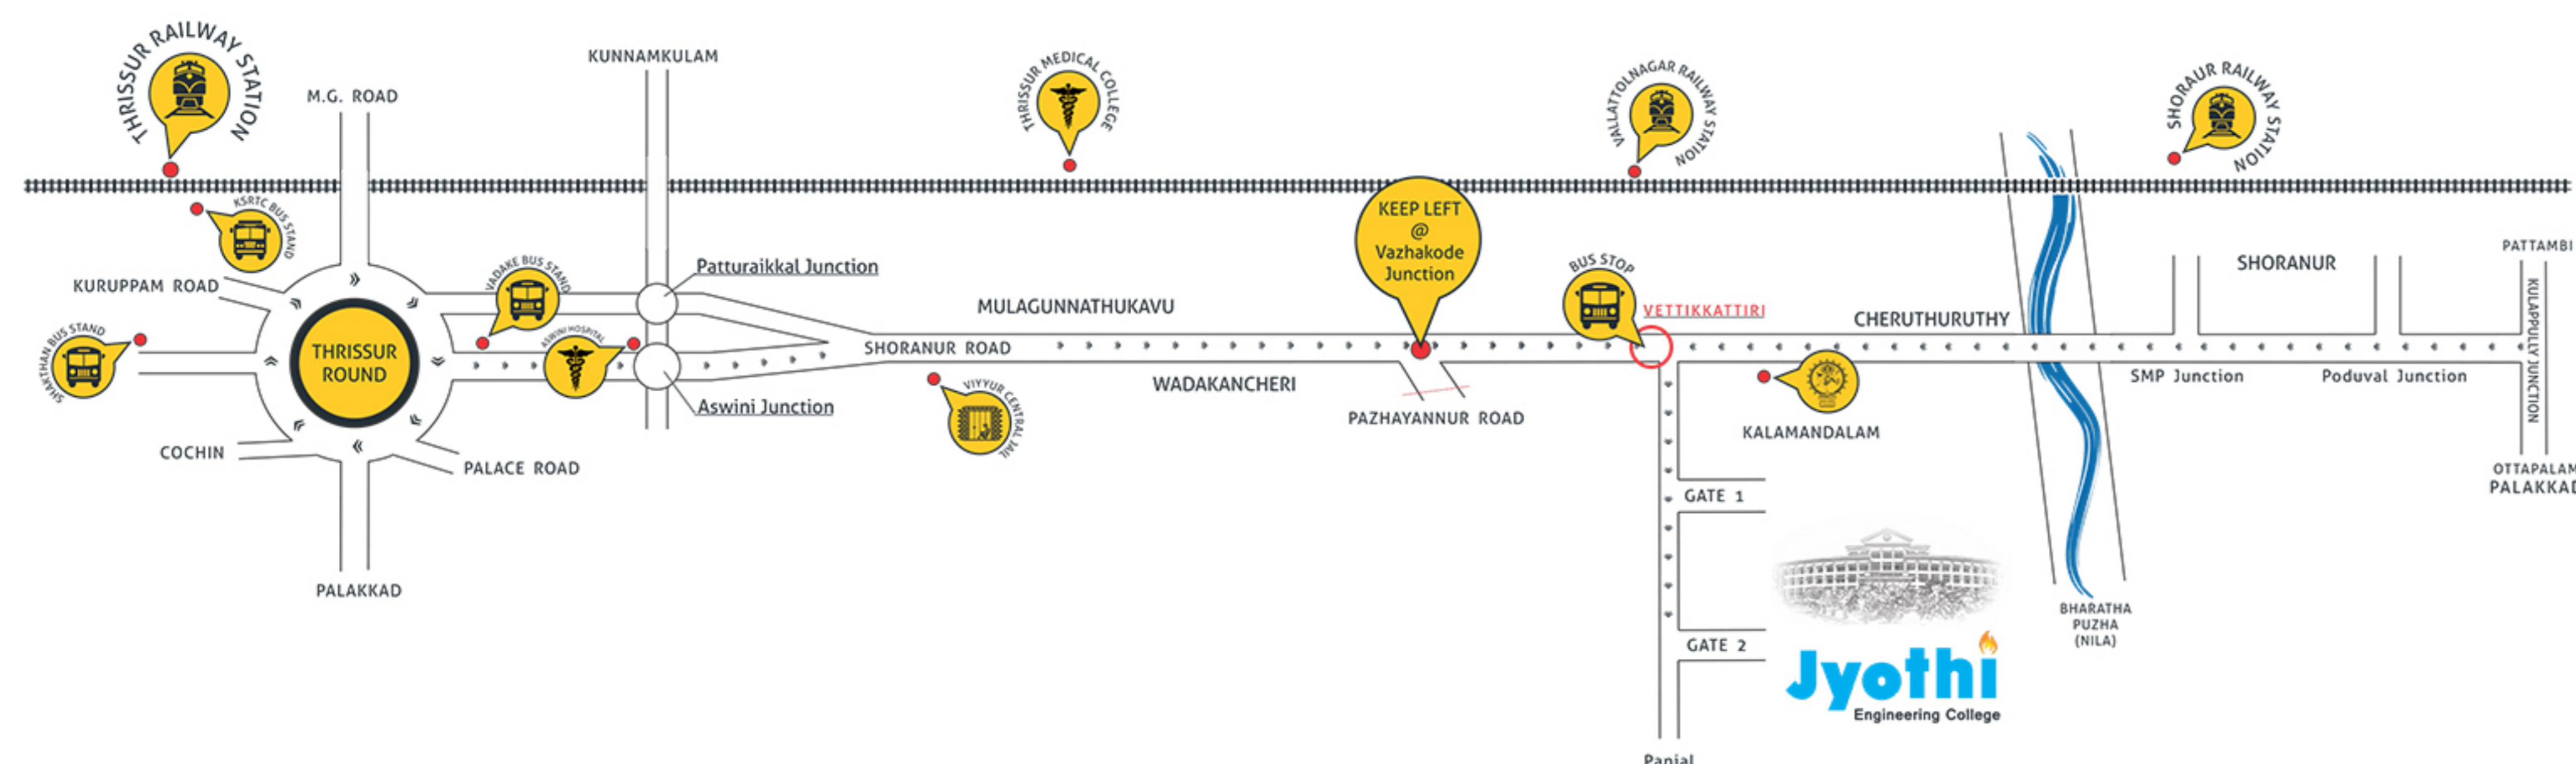 THRISSUR RAILWAY STATION
M.G. ROAD
KUNNAMKULAM
THRISSUR MEDICAL COLLEGE
VALLATTOLNAGAR RAILWAY STATION
SHORAUR RAILWAY STATION
KSRTC BUS STAND
KURUPPAM ROAD
SHAKTHAN BUS STAND
THRISSUR
ROUND
COCHIN
PALACE ROAD
PALAKKAD
VADAKE BUS STAND
ASWINI HOSPITAL
Patturaikkal Junction
Aswini Junction
MULAGUNNATHUKAVU
SHORANUR ROAD
VIYYUR CENTRAL JAIL
WADAKANCHERI
KEEP LEFT
@
Vazhakode
Junction
PAZHAYANNUR ROAD
BUS STOP
VETTIKKATTIRI
CHERUTHURUTHY
KALAMANDALAM
GATE 1
GATE 2
Jyothi
Engineering College
Panjal
BHARATHA
PUZHA
(NILA)
SHORANUR
SMP Junction
Poduval Junction
PATTAMBI
KULAPPULLY JUNCTION
OTTAPALAM
PALAKKAD